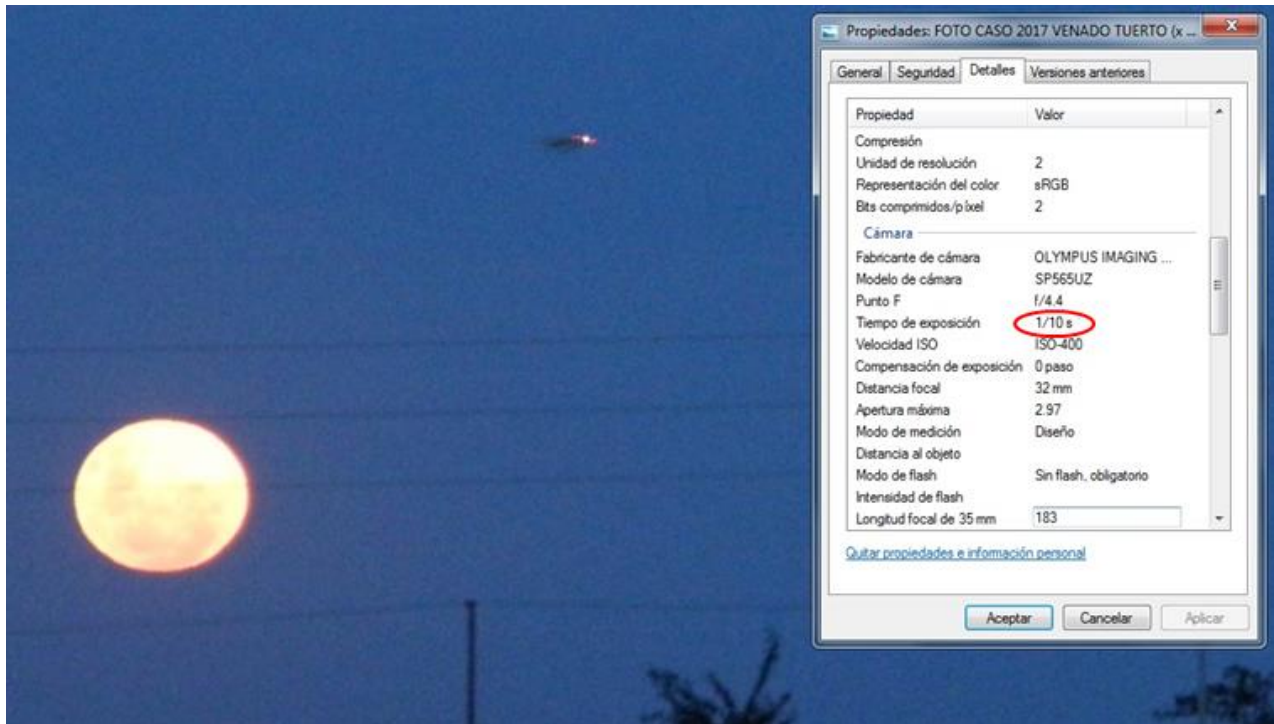 Propiedades: FOTO CASO 2017 VENADO TUERTO (x ...
General Seguridad Detalles Versiones anteriores
Propiedad Valor
Compresión
Unidad de resolución 2
Representación del color sRGB
Bits comprimidos/píxel 2
Cámara
Fabricante de cámara OLYMPUS IMAGING ...
Modelo de cámara SP565UZ
Punto F f/4.4
Tiempo de exposición 1/10 s
Velocidad ISO ISO-400
Compensación de exposición 0 paso
Distancia focal 32 mm
Apertura máxima 2.97
Modo de medición Diseño
Distancia al objeto
Modo de flash Sin flash, obligatorio
Intensidad de flash
Longitud focal de 35 mm 183
Quitar propiedades e información personal
Aceptar Cancelar Aplicar